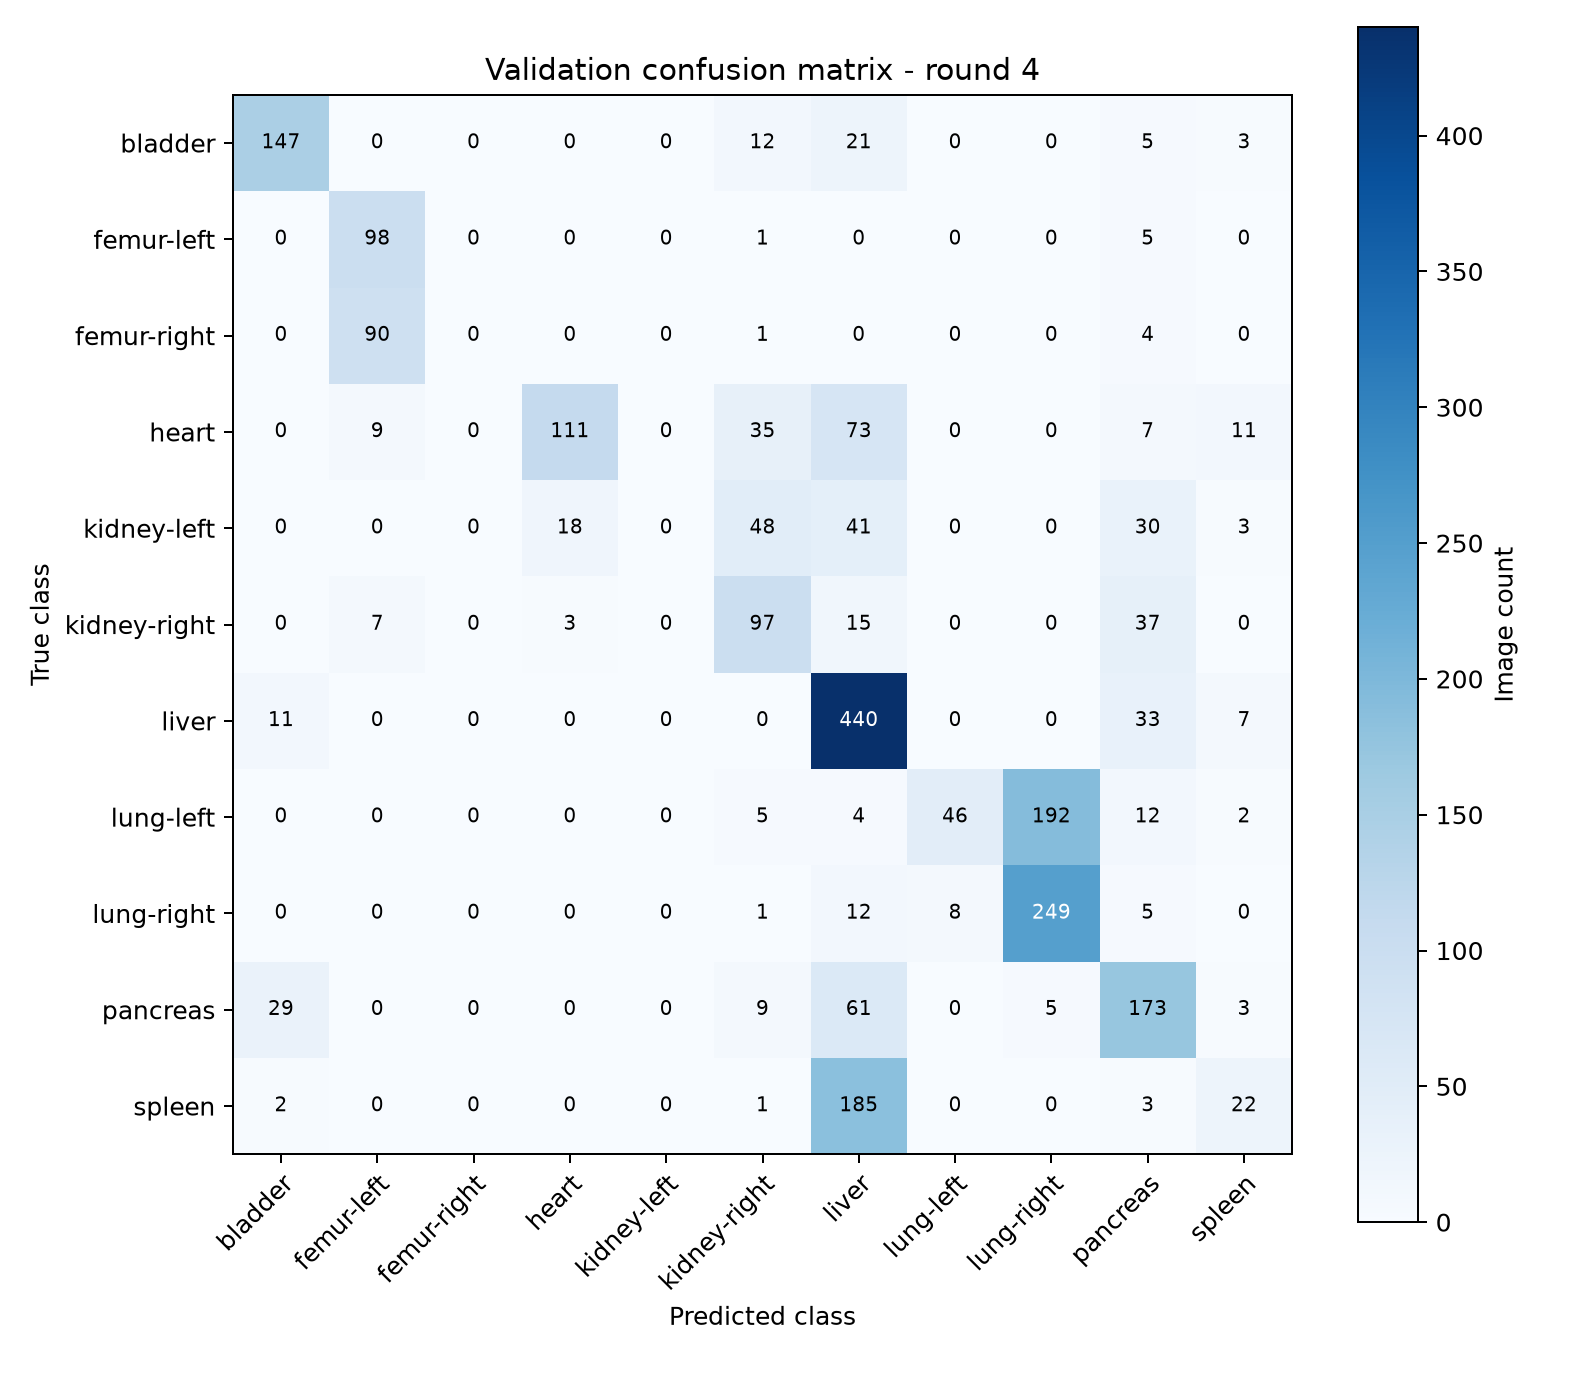 Validation confusion matrix - round 4
bladder 147 0 0 0 0 12 21 0 0 5 3
femur-left 0 98 0 0 0 1 0 0 0 5 0
femur-right 0 90 0 0 0 1 0 0 0 4 0
heart 0 9 0 111 0 35 73 0 0 7 11
kidney-left 0 0 0 18 0 48 41 0 0 30 3
kidney-right 0 7 0 3 0 97 15 0 0 37 0
liver 11 0 0 0 0 0 440 0 0 33 7
lung-left 0 0 0 0 0 5 4 46 192 12 2
lung-right 0 0 0 0 0 1 12 8 249 5 0
pancreas 29 0 0 0 0 9 61 0 5 173 3
spleen 2 0 0 0 0 1 185 0 0 3 22
True class
bladder femur-left femur-right heart kidney-left kidney-right liver lung-left lung-right pancreas spleen
Predicted class
400
350
300
250
200
150
100
50
0
Image count